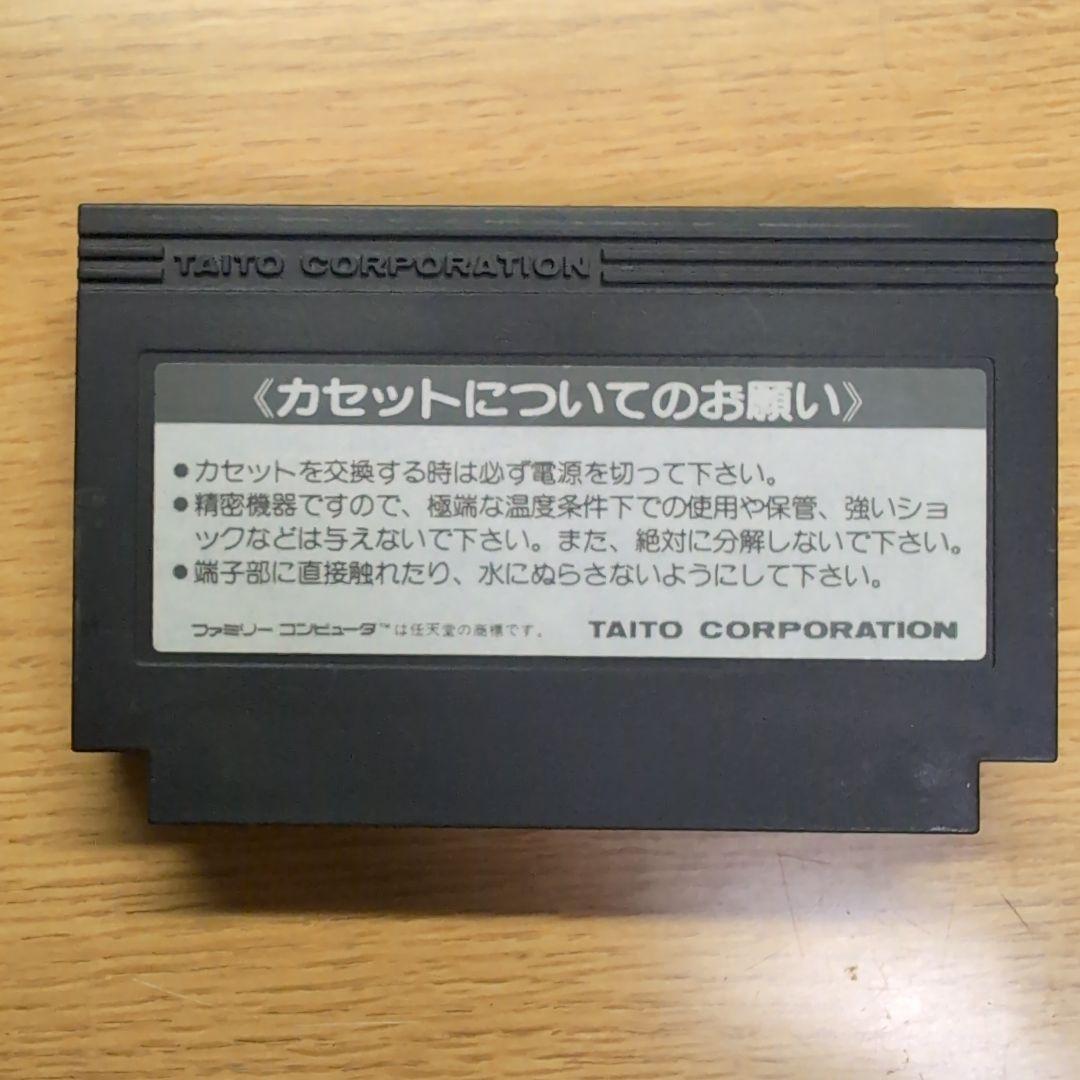 TAITO CORPORATION
《カセットについてのお願い》
●カセットを交換する時は必ず電源を切って下さい。
●精密機器ですので、極端な温度条件下での使用や保管、強いショ
ックなどは与えないで下さい。また、絶対に分解しないで下さい。
●端子部に直接触れたり、水にぬらさないようにして下さい。
ファミリー コンピュータ™は任天堂の商標です。 TAITO CORPORATION